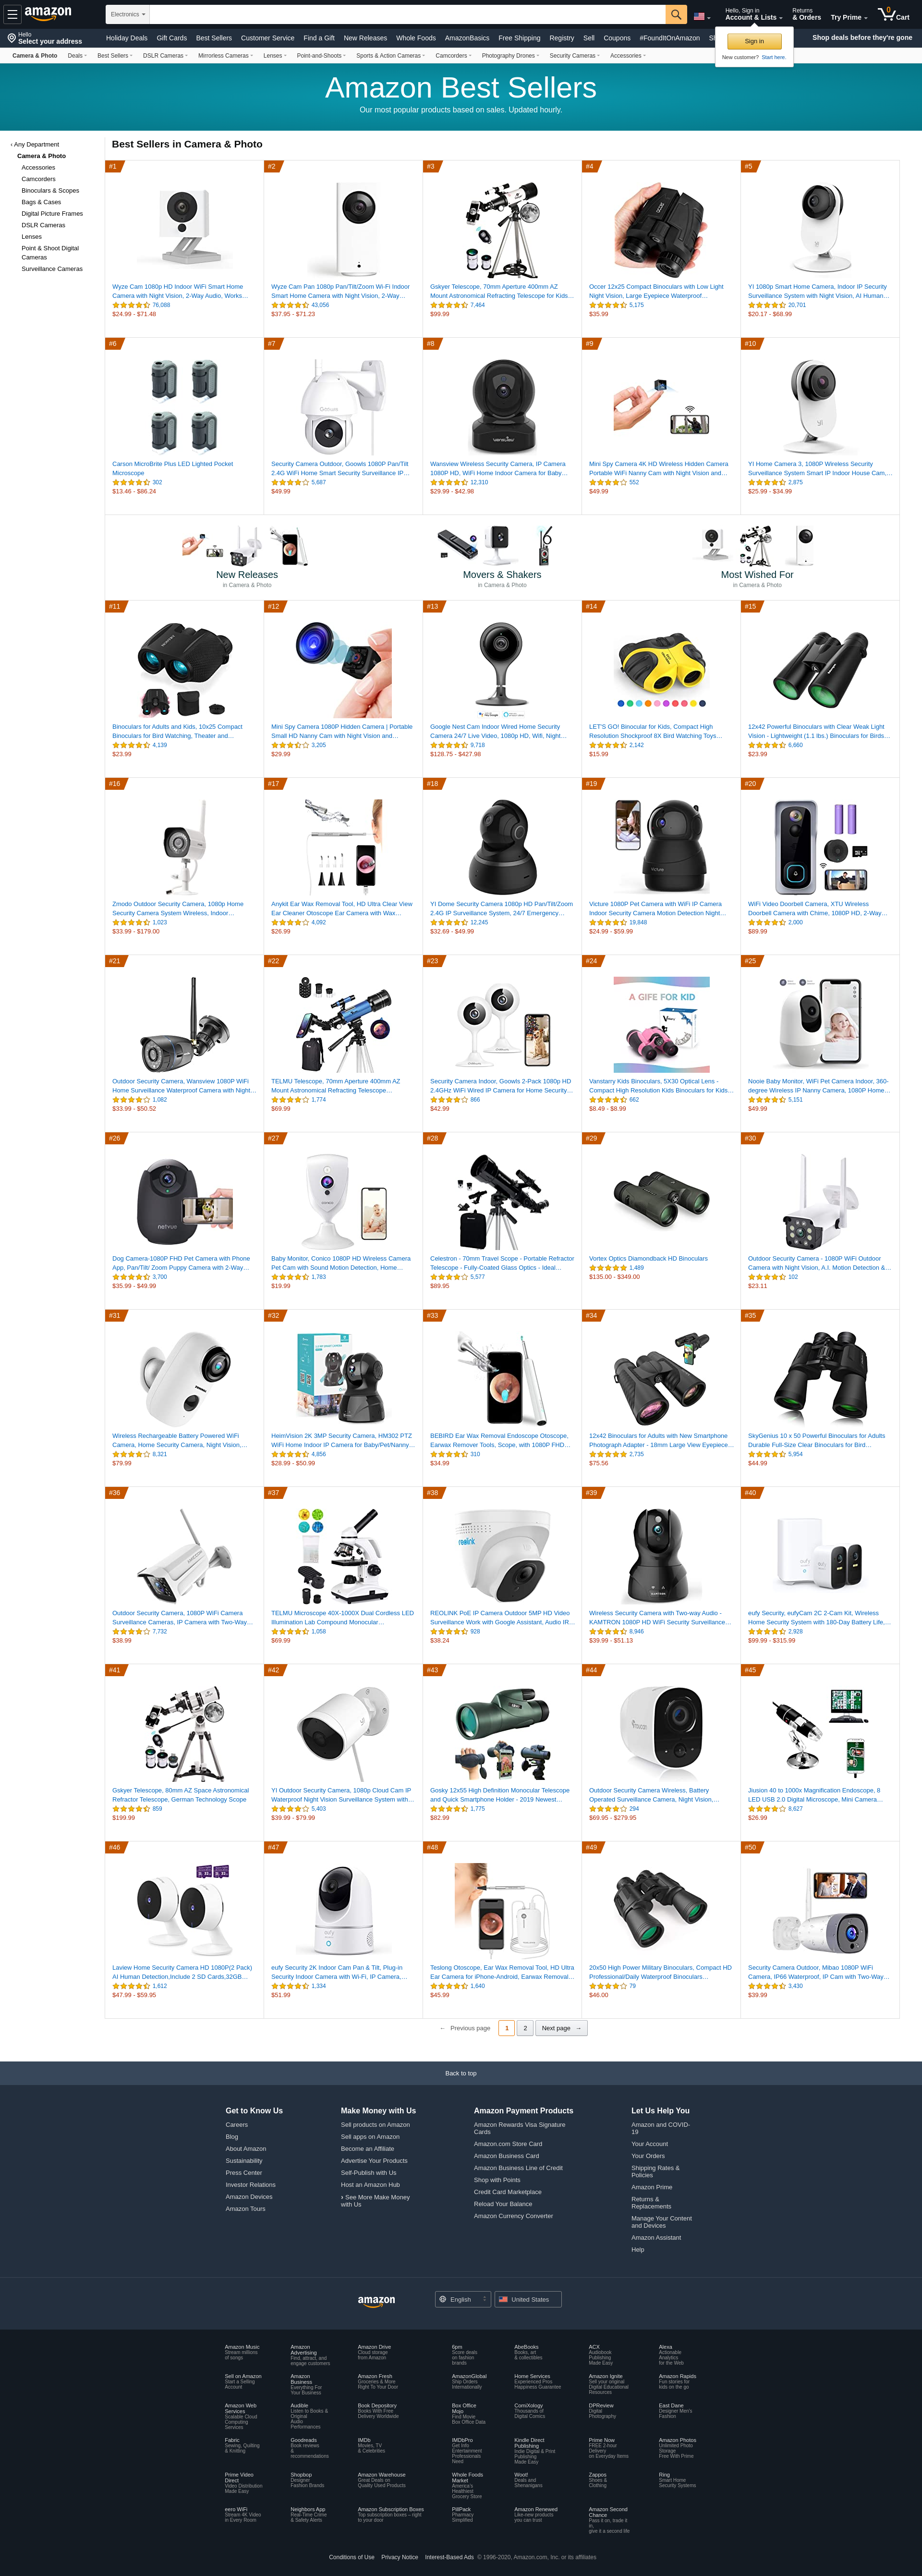 amazon
Electronics
Hello, Sign in
Account & Lists
Returns
& Orders
Try Prime
0
Cart
Hello
Select your address
Holiday Deals Gift Cards Best Sellers Customer Service Find a Gift New Releases Whole Foods AmazonBasics Free Shipping Registry Sell Coupons #FoundItOnAmazon
Shop deals before they're gone
Sign in
New customer? Start here.
Camera & Photo Deals Best Sellers DSLR Cameras Mirrorless Cameras Lenses Point-and-Shoots Sports & Action Cameras Camcorders Photography Drones Security Cameras Accessories
Amazon Best Sellers
Our most popular products based on sales. Updated hourly.
‹ Any Department
Camera & Photo
Accessories
Camcorders
Binoculars & Scopes
Bags & Cases
Digital Picture Frames
DSLR Cameras
Lenses
Point & Shoot Digital
Cameras
Surveillance Cameras
Best Sellers in Camera & Photo
#1
Wyze Cam 1080p HD Indoor WiFi Smart Home
Camera with Night Vision, 2-Way Audio, Works…
76,088
$24.99 - $71.48
#2
Wyze Cam Pan 1080p Pan/Tilt/Zoom Wi-Fi Indoor
Smart Home Camera with Night Vision, 2-Way…
43,056
$37.95 - $71.23
#3
Gskyer Telescope, 70mm Aperture 400mm AZ
Mount Astronomical Refracting Telescope for Kids…
7,464
$99.99
#4
Occer 12x25 Compact Binoculars with Low Light
Night Vision, Large Eyepiece Waterproof…
5,175
$35.99
#5
YI 1080p Smart Home Camera, Indoor IP Security
Surveillance System with Night Vision, AI Human…
20,701
$20.17 - $68.99
#6
Carson MicroBrite Plus LED Lighted Pocket
Microscope
302
$13.46 - $86.24
#7
Security Camera Outdoor, Goowls 1080P Pan/Tilt
2.4G WiFi Home Smart Security Surveillance IP…
5,687
$49.99
#8
Wansview Wireless Security Camera, IP Camera
1080P HD, WiFi Home Indoor Camera for Baby…
12,310
$29.99 - $42.98
#9
Mini Spy Camera 4K HD Wireless Hidden Camera
Portable WiFi Nanny Cam with Night Vision and…
552
$49.99
#10
YI Home Camera 3, 1080P Wireless Security
Surveillance System Smart IP Indoor House Cam,…
2,875
$25.99 - $34.99
New Releases
in Camera & Photo
Movers & Shakers
in Camera & Photo
Most Wished For
in Camera & Photo
#11
Binoculars for Adults and Kids, 10x25 Compact
Binoculars for Bird Watching, Theater and…
4,139
$23.99
#12
Mini Spy Camera 1080P Hidden Camera | Portable
Small HD Nanny Cam with Night Vision and…
3,205
$29.99
#13
Google Nest Cam Indoor Wired Home Security
Camera 24/7 Live Video, 1080p HD, Wifi, Night…
9,718
$128.75 - $427.98
#14
LET'S GO! Binocular for Kids, Compact High
Resolution Shockproof 8X Bird Watching Toys…
2,142
$15.99
#15
12x42 Powerful Binoculars with Clear Weak Light
Vision - Lightweight (1.1 lbs.) Binoculars for Birds…
6,660
$23.99
#16
Zmodo Outdoor Security Camera, 1080p Home
Security Camera System Wireless, Indoor…
1,023
$33.99 - $179.00
#17
Anykit Ear Wax Removal Tool, HD Ultra Clear View
Ear Cleaner Otoscope Ear Camera with Wax…
4,092
$26.99
#18
YI Dome Security Camera 1080p HD Pan/Tilt/Zoom
2.4G IP Surveillance System, 24/7 Emergency…
12,245
$32.69 - $49.99
#19
Victure 1080P Pet Camera with WiFi IP Camera
Indoor Security Camera Motion Detection Night…
19,848
$24.99 - $59.99
#20
WiFi Video Doorbell Camera, XTU Wireless
Doorbell Camera with Chime, 1080P HD, 2-Way…
2,000
$89.99
#21
Outdoor Security Camera, Wansview 1080P WiFi
Home Surveillance Waterproof Camera with Night…
1,082
$33.99 - $50.52
#22
TELMU Telescope, 70mm Aperture 400mm AZ
Mount Astronomical Refracting Telescope…
1,774
$69.99
#23
Security Camera Indoor, Goowls 2-Pack 1080p HD
2.4GHz WiFi Wired IP Camera for Home Security…
866
$42.99
#24
A GIFE FOR KID
Vanstarry Kids Binoculars, 5X30 Optical Lens -
Compact High Resolution Kids Binoculars for Kids…
662
$8.49 - $8.99
#25
Nooie Baby Monitor, WiFi Pet Camera Indoor, 360-
degree Wireless IP Nanny Camera, 1080P Home…
5,151
$49.99
#26
netvue
Dog Camera-1080P FHD Pet Camera with Phone
App, Pan/Tilt/ Zoom Puppy Camera with 2-Way…
3,700
$35.99 - $49.99
#27
Baby Monitor, Conico 1080P HD Wireless Camera
Pet Cam with Sound Motion Detection, Home…
1,783
$19.99
#28
Celestron - 70mm Travel Scope - Portable Refractor
Telescope - Fully-Coated Glass Optics - Ideal…
5,577
$89.95
#29
Vortex Optics Diamondback HD Binoculars
1,489
$135.00 - $349.00
#30
Outdoor Security Camera - 1080P WiFi Outdoor
Camera with Night Vision, A.I. Motion Detection &…
102
$23.11
#31
Wireless Rechargeable Battery Powered WiFi
Camera, Home Security Camera, Night Vision,…
8,321
$79.99
#32
HeimVision 2K 3MP Security Camera, HM302 PTZ
WiFi Home Indoor IP Camera for Baby/Pet/Nanny…
4,856
$28.99 - $50.99
#33
BEBIRD Ear Wax Removal Endoscope Otoscope,
Earwax Remover Tools, Scope, with 1080P FHD…
310
$34.99
#34
12x42 Binoculars for Adults with New Smartphone
Photograph Adapter - 18mm Large View Eyepiece…
2,735
$75.56
#35
SkyGenius 10 x 50 Powerful Binoculars for Adults
Durable Full-Size Clear Binoculars for Bird…
5,954
$44.99
#36
Outdoor Security Camera, 1080P WiFi Camera
Surveillance Cameras, IP Camera with Two-Way…
7,732
$38.99
#37
TELMU Microscope 40X-1000X Dual Cordless LED
Illumination Lab Compound Monocular…
1,058
$69.99
#38
reolink
REOLINK PoE IP Camera Outdoor 5MP HD Video
Surveillance Work with Google Assistant, Audio IR…
928
$38.24
#39
Wireless Security Camera with Two-way Audio -
KAMTRON 1080P HD WiFi Security Surveillance…
8,946
$39.99 - $51.13
#40
eufy Security, eufyCam 2C 2-Cam Kit, Wireless
Home Security System with 180-Day Battery Life,…
2,928
$99.99 - $315.99
#41
Gskyer Telescope, 80mm AZ Space Astronomical
Refractor Telescope, German Technology Scope
859
$199.99
#42
YI Outdoor Security Camera, 1080p Cloud Cam IP
Waterproof Night Vision Surveillance System with…
5,403
$39.99 - $79.99
#43
Gosky 12x55 High Definition Monocular Telescope
and Quick Smartphone Holder - 2019 Newest…
1,775
$82.99
#44
Outdoor Security Camera Wireless, Battery
Operated Surveillance Camera, Night Vision,…
294
$69.95 - $279.95
#45
Jiusion 40 to 1000x Magnification Endoscope, 8
LED USB 2.0 Digital Microscope, Mini Camera…
8,627
$26.99
#46
Laview Home Security Camera HD 1080P(2 Pack)
AI Human Detection,Include 2 SD Cards,32GB…
1,612
$47.99 - $59.95
#47
eufy Security 2K Indoor Cam Pan & Tilt, Plug-in
Security Indoor Camera with Wi-Fi, IP Camera,…
1,334
$51.99
#48
Teslong Otoscope, Ear Wax Removal Tool, HD Ultra
Ear Camera for iPhone-Android, Earwax Removal…
1,640
$45.99
#49
20x50 High Power Military Binoculars, Compact HD
Professional/Daily Waterproof Binoculars…
79
$46.00
#50
Security Camera Outdoor, Mibao 1080P WiFi
Camera, IP66 Waterproof, IP Cam with Two-Way…
3,430
$39.99
← Previous page 1 2 Next page →
Back to top
Get to Know Us
Careers
Blog
About Amazon
Sustainability
Press Center
Investor Relations
Amazon Devices
Amazon Tours
Make Money with Us
Sell products on Amazon
Sell apps on Amazon
Become an Affiliate
Advertise Your Products
Self-Publish with Us
Host an Amazon Hub
› See More Make Money
with Us
Amazon Payment Products
Amazon Rewards Visa Signature
Cards
Amazon.com Store Card
Amazon Business Card
Amazon Business Line of Credit
Shop with Points
Credit Card Marketplace
Reload Your Balance
Amazon Currency Converter
Let Us Help You
Amazon and COVID-
19
Your Account
Your Orders
Shipping Rates &
Policies
Amazon Prime
Returns &
Replacements
Manage Your Content
and Devices
Amazon Assistant
Help
amazon
English
United States
Amazon Music
Stream millions
of songs
Amazon
Advertising
Find, attract, and
engage customers
Amazon Drive
Cloud storage
from Amazon
6pm
Score deals
on fashion
brands
AbeBooks
Books, art
& collectibles
ACX
Audiobook
Publishing
Made Easy
Alexa
Actionable
Analytics
for the Web
Sell on Amazon
Start a Selling
Account
Amazon
Business
Everything For
Your Business
Amazon Fresh
Groceries & More
Right To Your Door
AmazonGlobal
Ship Orders
Internationally
Home Services
Experienced Pros
Happiness Guarantee
Amazon Ignite
Sell your original
Digital Educational
Resources
Amazon Rapids
Fun stories for
kids on the go
Amazon Web
Services
Scalable Cloud
Computing
Services
Audible
Listen to Books &
Original
Audio
Performances
Book Depository
Books With Free
Delivery Worldwide
Box Office
Mojo
Find Movie
Box Office Data
ComiXology
Thousands of
Digital Comics
DPReview
Digital
Photography
East Dane
Designer Men's
Fashion
Fabric
Sewing, Quilting
& Knitting
Goodreads
Book reviews
&
recommendations
IMDb
Movies, TV
& Celebrities
IMDbPro
Get Info
Entertainment
Professionals
Need
Kindle Direct
Publishing
Indie Digital & Print
Publishing
Made Easy
Prime Now
FREE 2-hour
Delivery
on Everyday Items
Amazon Photos
Unlimited Photo
Storage
Free With Prime
Prime Video
Direct
Video Distribution
Made Easy
Shopbop
Designer
Fashion Brands
Amazon Warehouse
Great Deals on
Quality Used Products
Whole Foods
Market
America's
Healthiest
Grocery Store
Woot!
Deals and
Shenanigans
Zappos
Shoes &
Clothing
Ring
Smart Home
Security Systems
eero WiFi
Stream 4K Video
in Every Room
Neighbors App
Real-Time Crime
& Safety Alerts
Amazon Subscription Boxes
Top subscription boxes – right
to your door
PillPack
Pharmacy
Simplified
Amazon Renewed
Like-new products
you can trust
Amazon Second
Chance
Pass it on, trade it
in,
give it a second life
Conditions of Use Privacy Notice Interest-Based Ads © 1996-2020, Amazon.com, Inc. or its affiliates